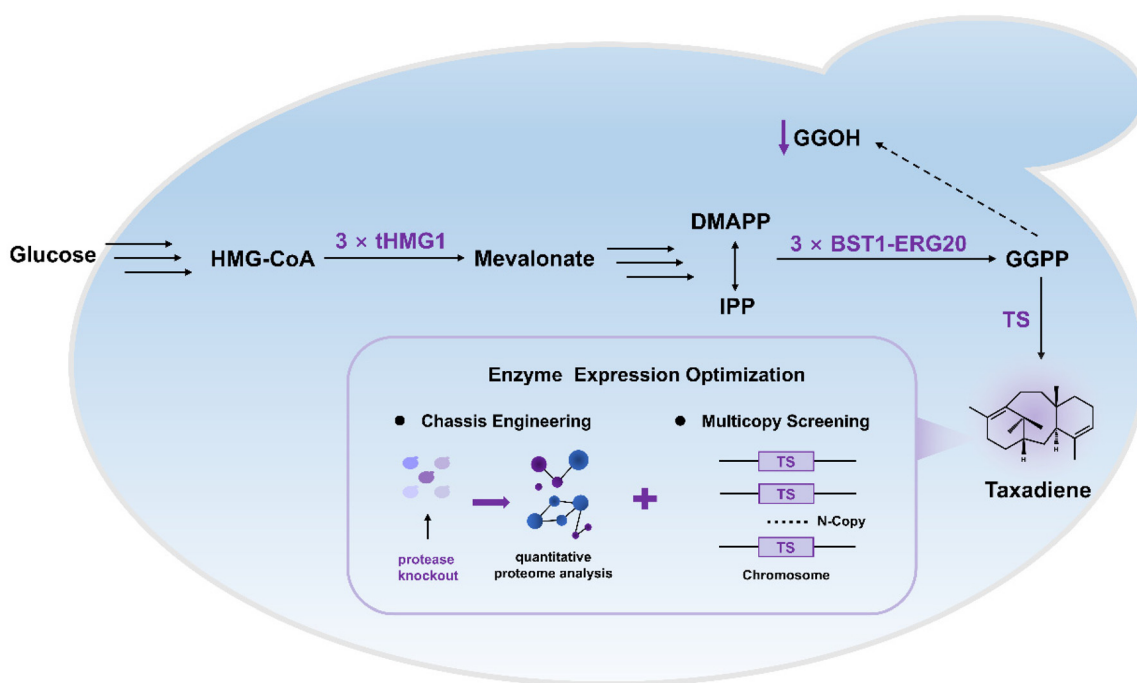 GGOH
DMAPP
Glucose
HMG-CoA
3 × tHMG1
Mevalonate
3 × BST1-ERG20
GGPP
IPP
TS
Enzyme Expression Optimization
Chassis Engineering
Multicopy Screening
TS
TS
N-Copy
TS
protease
knockout
quantitative
proteome analysis
Chromosome
H
H
Taxadiene